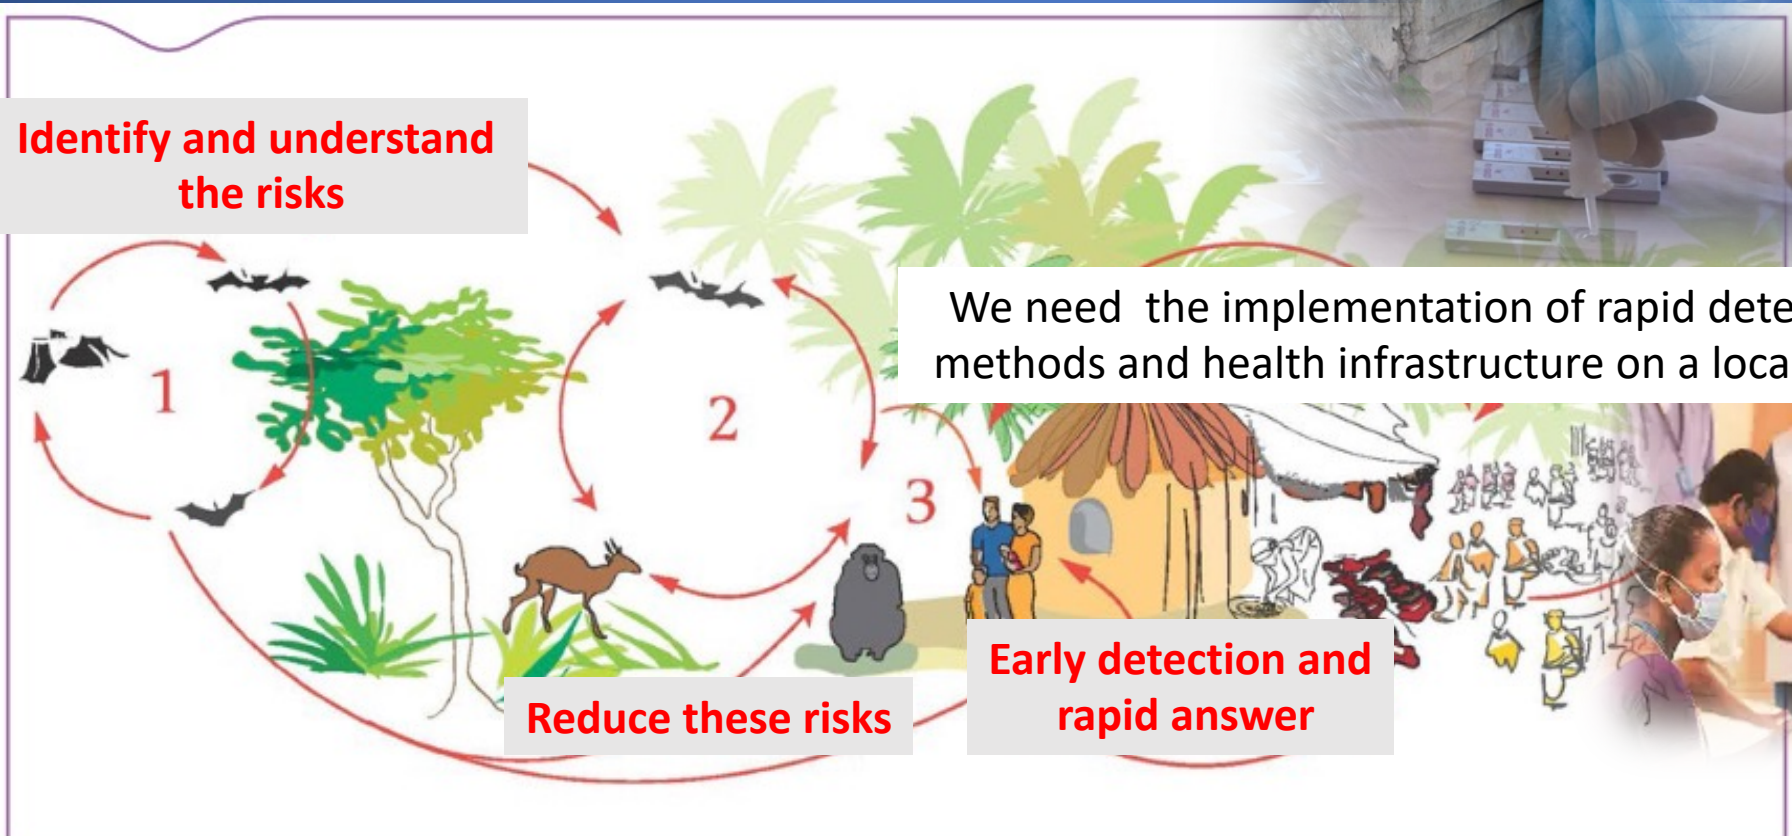 Identify and understand
the risks
We need  the implementation of rapid dete
methods and health infrastructure on a loca
1
2
3
Early detection and
rapid answer
Reduce these risks